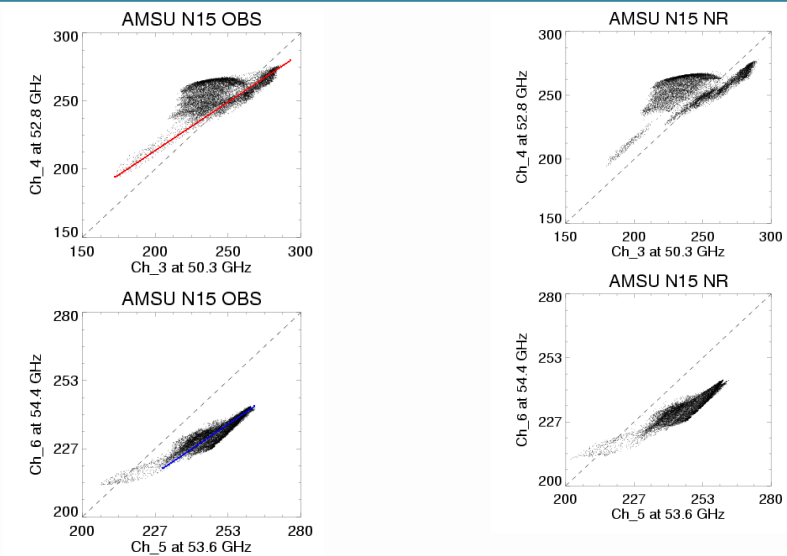 AMSU N15 OBS
300
250
200
150
Ch_4 at 52.8 GHz
150 200 250 300
Ch_3 at 50.3 GHz
AMSU N15 NR
300
250
200
150
Ch_4 at 52.8 GHz
150 200 250 300
Ch_3 at 50.3 GHz
AMSU N15 OBS
280
253
227
200
Ch_6 at 54.4 GHz
200 227 253 280
Ch_5 at 53.6 GHz
AMSU N15 NR
280
253
227
200
Ch_6 at 54.4 GHz
200 227 253 280
Ch_5 at 53.6 GHz